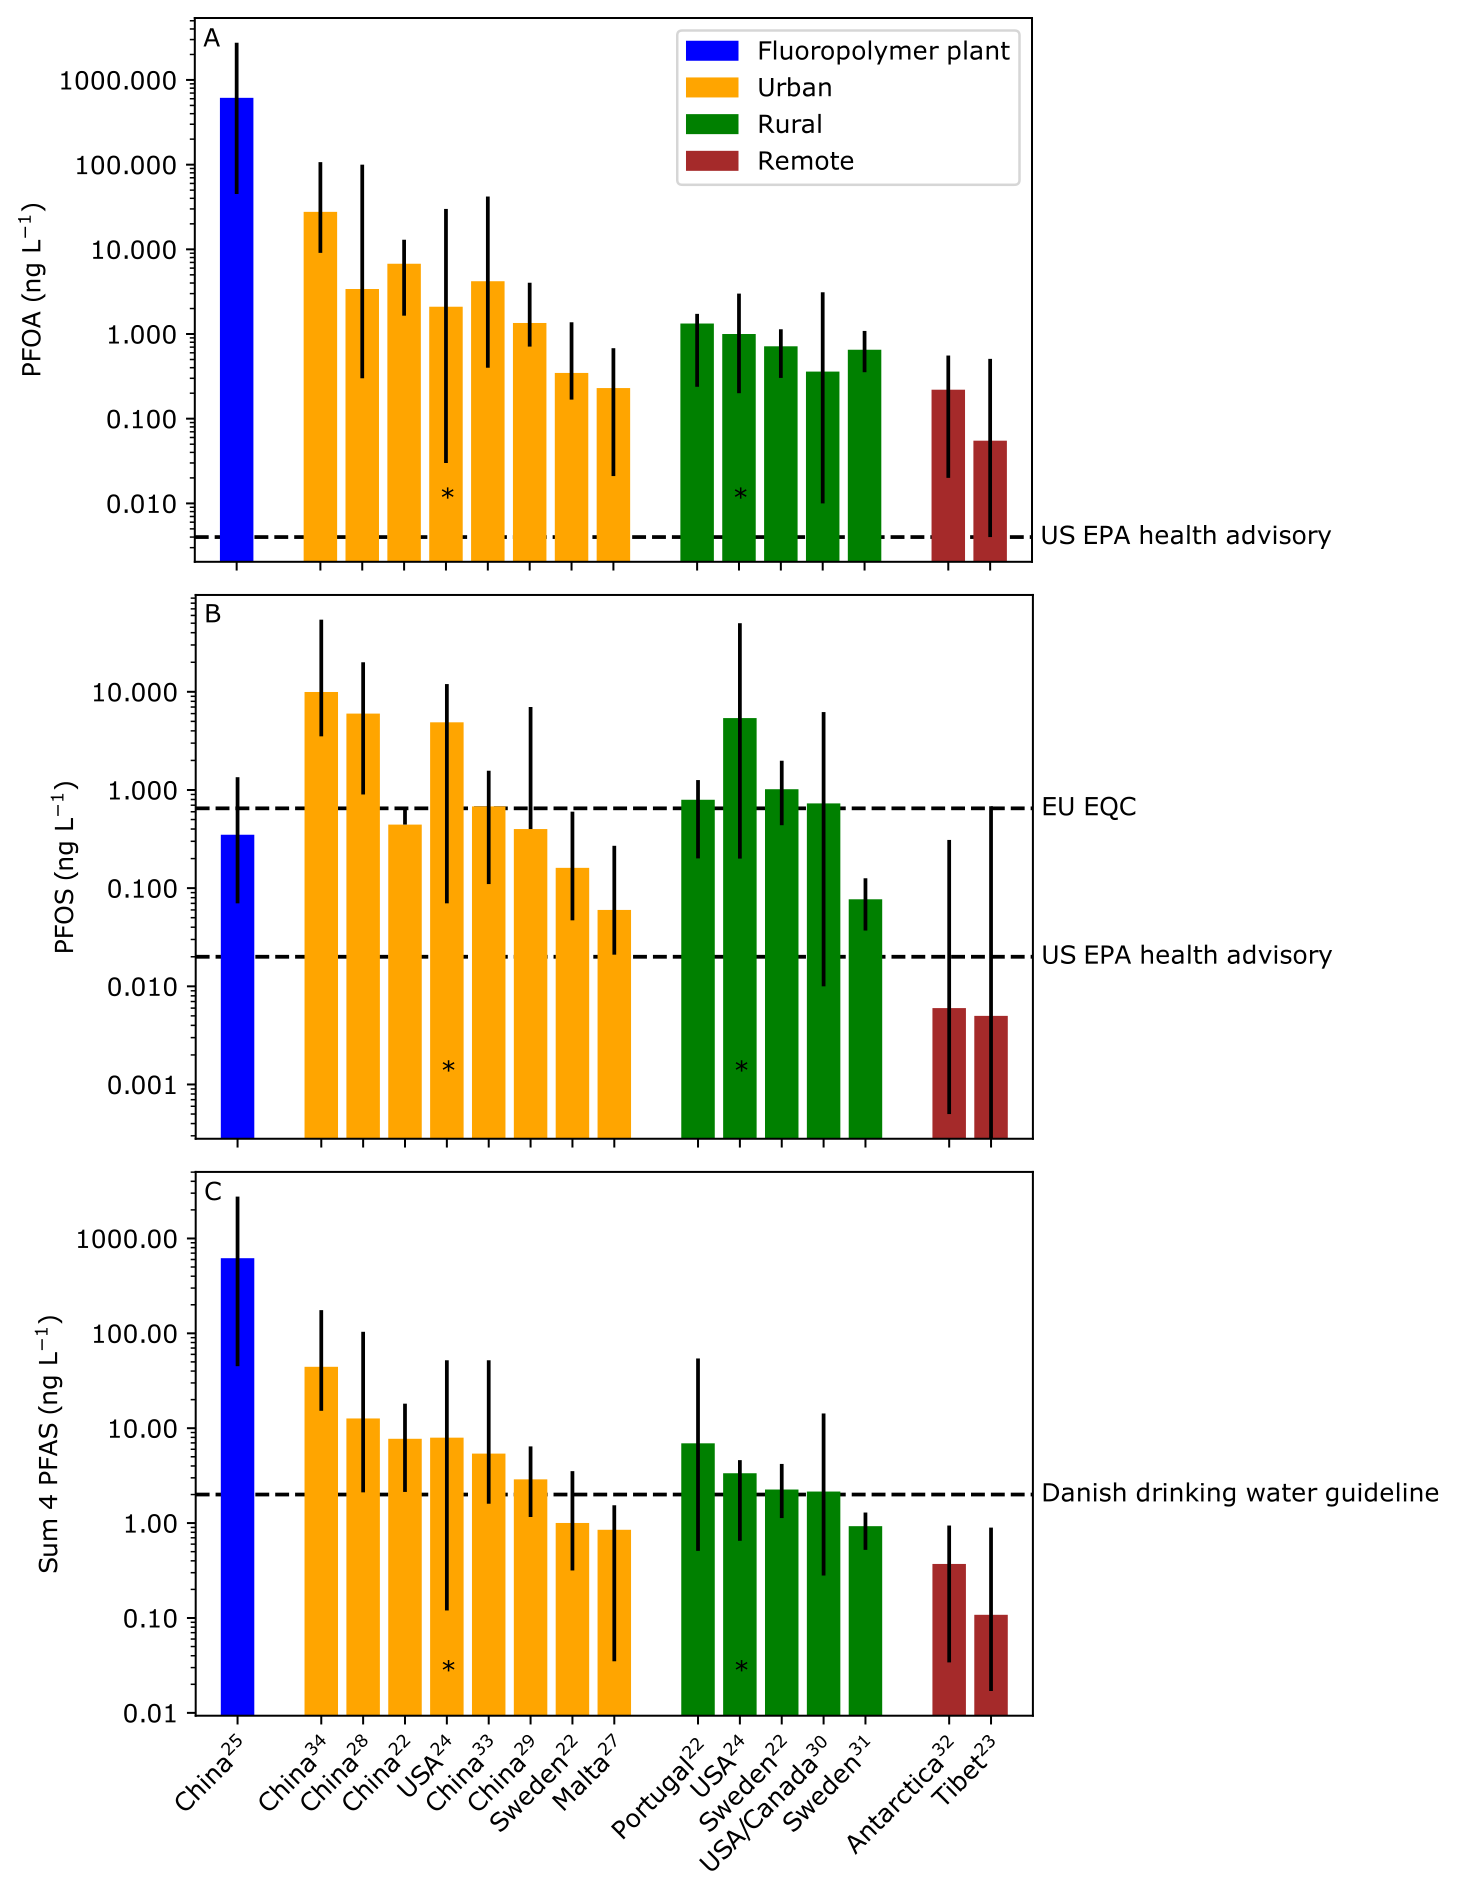 A
Fluoropolymer plant
Urban
Rural
Remote
PFOA (ng L⁻¹)
1000.000
100.000
10.000
1.000
0.100
0.010
*
*
US EPA health advisory
B
PFOS (ng L⁻¹)
10.000
1.000
0.100
0.010
0.001
*
*
EU EQC
US EPA health advisory
C
Sum 4 PFAS (ng L⁻¹)
1000.00
100.00
10.00
1.00
0.10
0.01
*
*
Danish drinking water guideline
China²⁵
China³⁴
China²⁸
China²²
USA²⁴
China³³
China²⁹
Sweden²²
Malta²⁷
Portugal²²
USA²⁴
Sweden²²
USA/Canada³⁰
Sweden³¹
Antarctica³²
Tibet²³